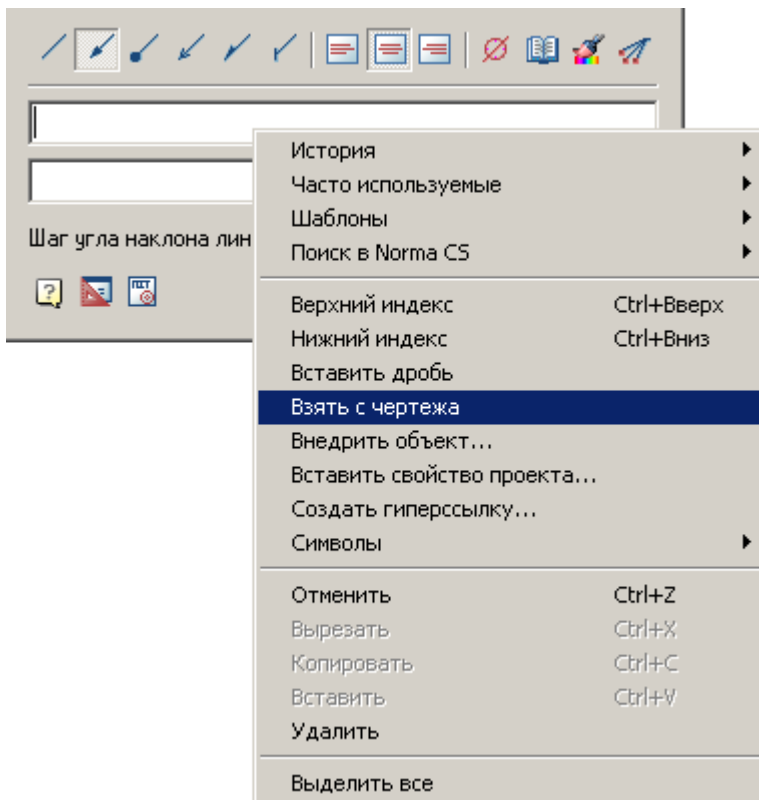 История
Часто используемые
Шаблоны
Шаг угла наклона лин
Поиск в Norma CS
Верхний индекс Ctrl+Вверх
Нижний индекс Ctrl+Вниз
Вставить дробь
Взять с чертежа
Внедрить объект...
Вставить свойство проекта...
Создать гиперссылку...
Символы
Отменить Ctrl+Z
Вырезать Ctrl+X
Копировать Ctrl+C
Вставить Ctrl+V
Удалить
Выделить все